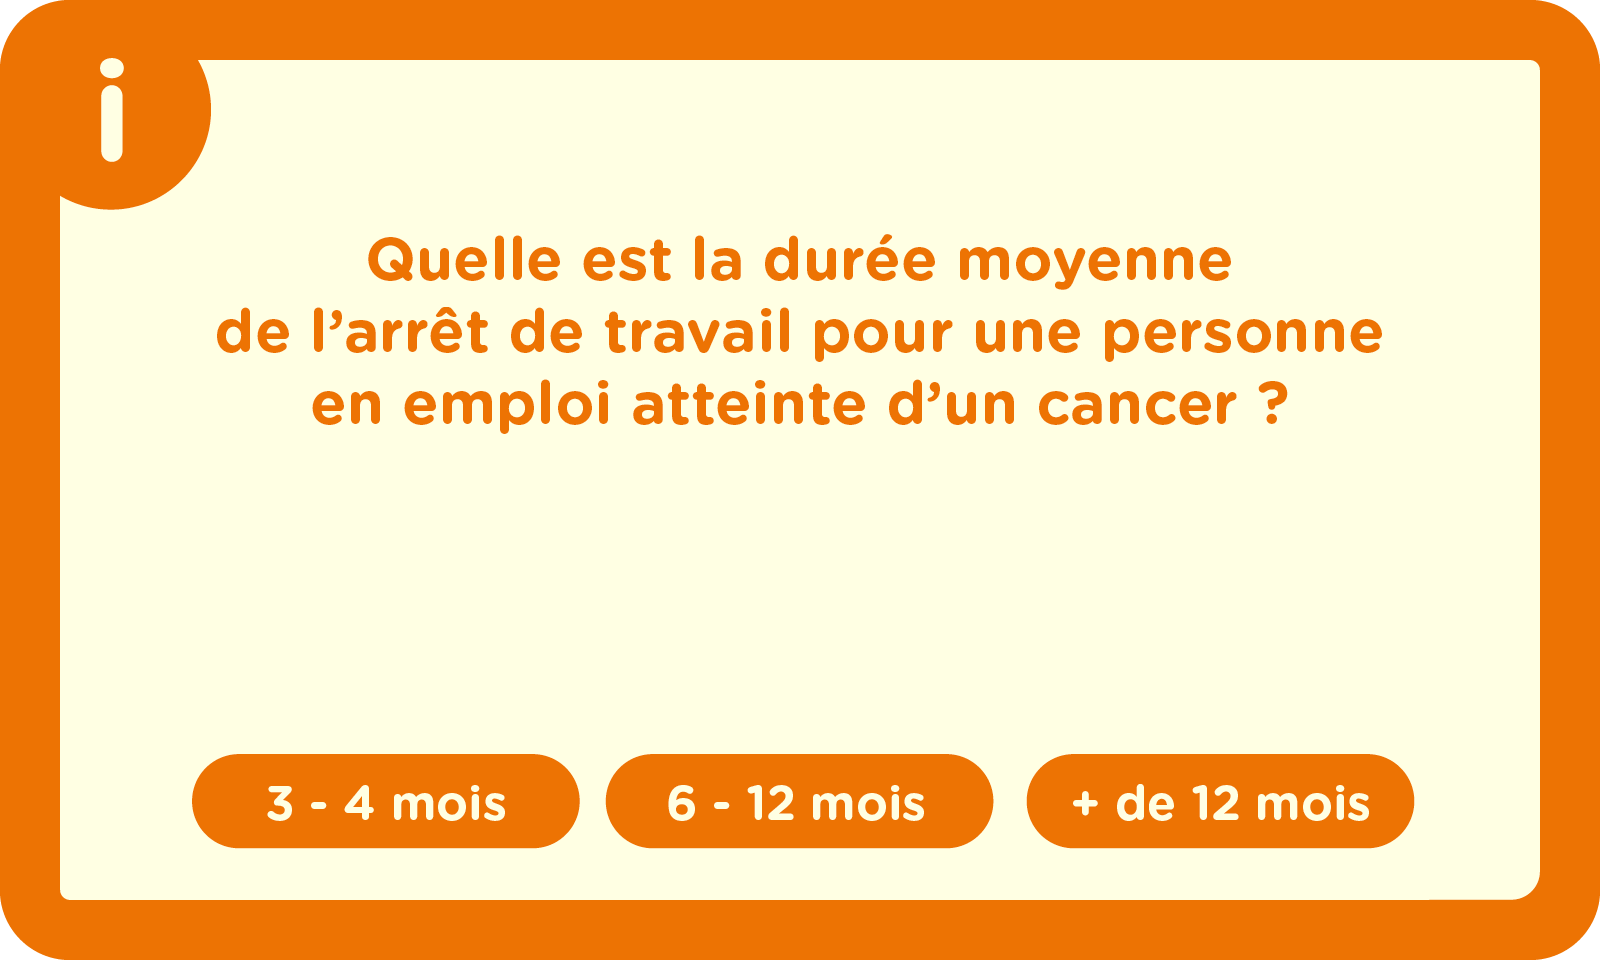 i
Quelle est la durée moyenne
de l’arrêt de travail pour une personne
en emploi atteinte d’un cancer ?
3 - 4 mois
6 - 12 mois
+ de 12 mois